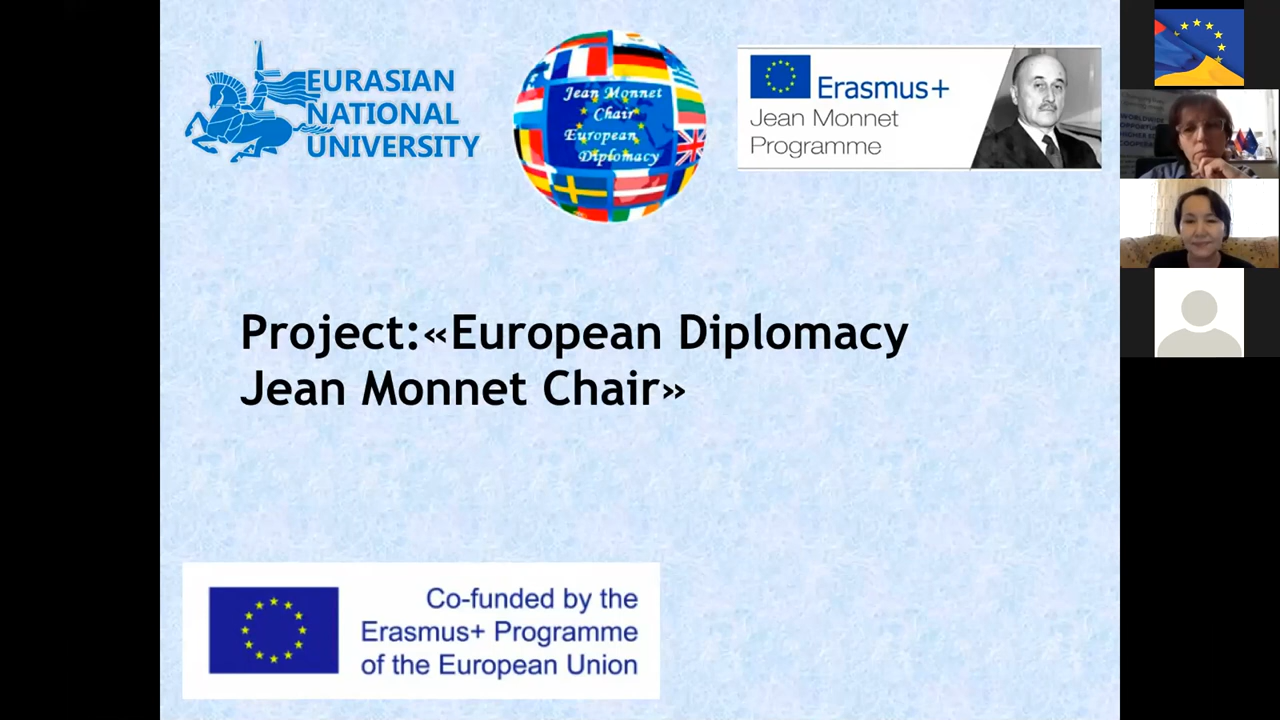 EURASIAN
NATIONAL
UNIVERSITY
Jean Monnet
Chair
European
Diplomacy
Erasmus+
Jean Monnet
Programme
Project:«European Diplomacy
Jean Monnet Chair»
Co-funded by the
Erasmus+ Programme
of the European Union